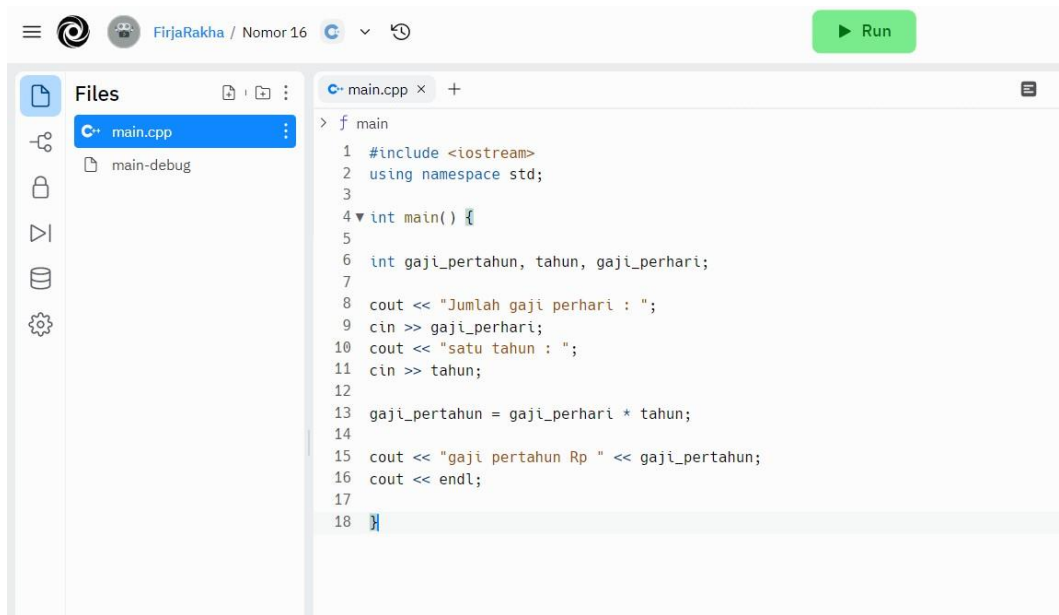 FirjaRakha / Nomor 16
Run
Files
main.cpp
main-debug
C++ main.cpp × +
> f main
1 #include <iostream>
2 using namespace std;
3
4 int main() {
5
6 int gaji_pertahun, tahun, gaji_perhari;
7
8 cout << "Jumlah gaji perhari : ";
9 cin >> gaji_perhari;
10 cout << "satu tahun : ";
11 cin >> tahun;
12
13 gaji_pertahun = gaji_perhari * tahun;
14
15 cout << "gaji pertahun Rp " << gaji_pertahun;
16 cout << endl;
17
18 }